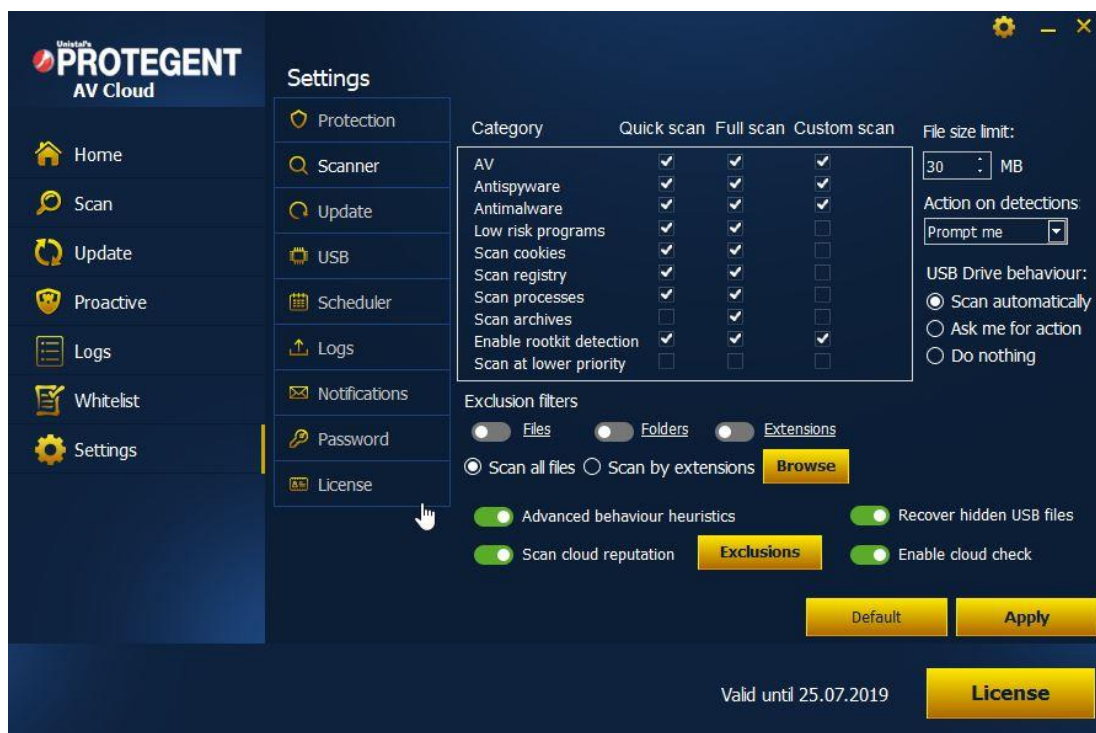 Unistal's
PROTEGENT
AV Cloud
Home
Scan
Update
Proactive
Logs
Whitelist
Settings
Settings
Protection
Scanner
Update
USB
Scheduler
Logs
Notifications
Password
License
Category Quick scan Full scan Custom scan
AV
Antispyware
Antimalware
Low risk programs
Scan cookies
Scan registry
Scan processes
Scan archives
Enable rootkit detection
Scan at lower priority
File size limit:
30 MB
Action on detections:
Prompt me
USB Drive behaviour:
Scan automatically
Ask me for action
Do nothing
Exclusion filters
Files Folders Extensions
Scan all files Scan by extensions Browse
Advanced behaviour heuristics Recover hidden USB files
Scan cloud reputation Exclusions Enable cloud check
Default Apply
Valid until 25.07.2019 License